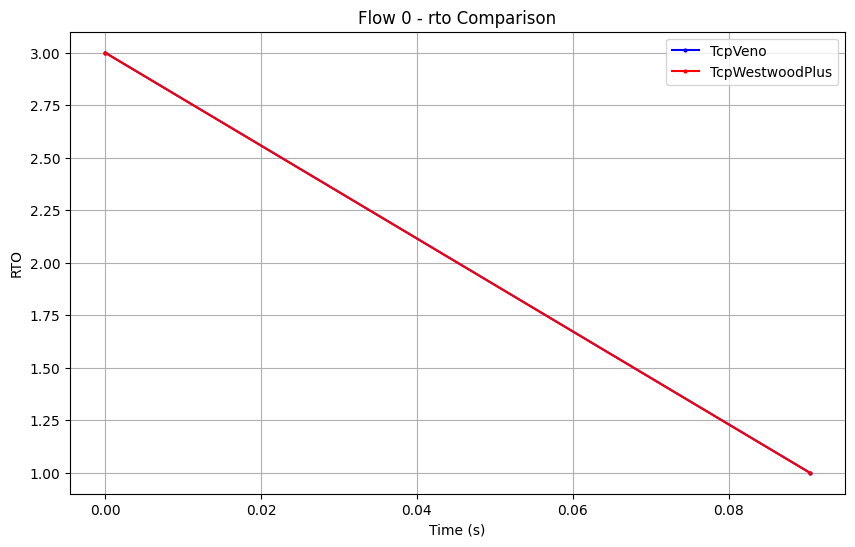 Flow 0 - rto Comparison
TcpVeno
TcpWestwoodPlus
RTO
3.00
2.75
2.50
2.25
2.00
1.75
1.50
1.25
1.00
0.00 0.02 0.04 0.06 0.08
Time (s)